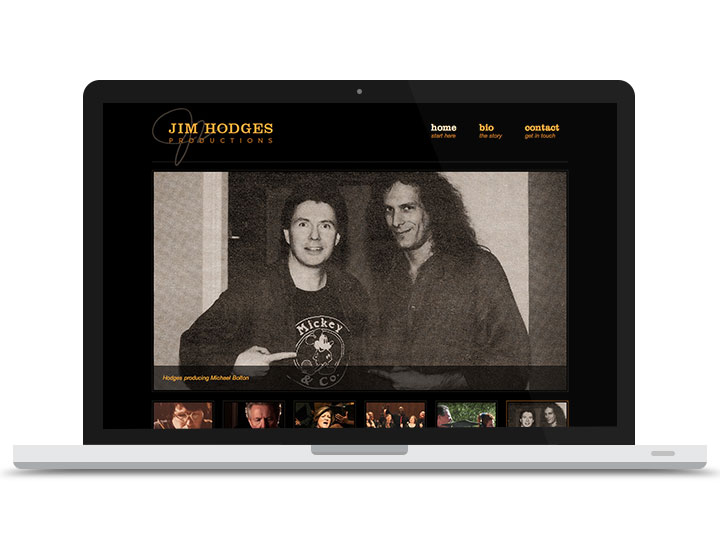 JIM HODGES
PRODUCTIONS
home
start here
bio
the story
contact
get in touch
Mickey
& Co.
Hodges producing Michael Bolton